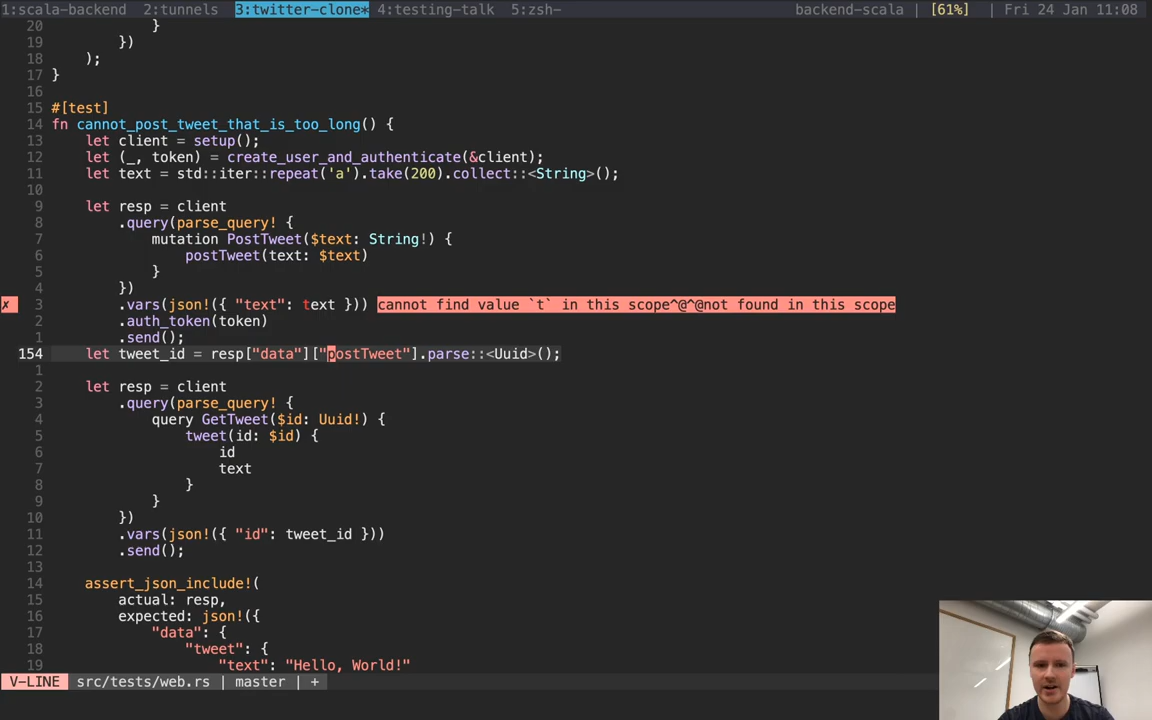 1:scala-backend 2:tunnels 3:twitter-clone* 4:testing-talk 5:zsh- backend-scala | [61%] | Fri 24 Jan 11:08
20             }
19         })
18     );
17 }
16
15 #[test]
14 fn cannot_post_tweet_that_is_too_long() {
13     let client = setup();
12     let (_, token) = create_user_and_authenticate(&client);
11     let text = std::iter::repeat('a').take(200).collect::<String>();
10
9     let resp = client
8         .query(parse_query! {
7             mutation PostTweet($text: String!) {
6                 postTweet(text: $text)
5             }
4         })
✗ 3         .vars(json!({ "text": text })) cannot find value `t` in this scope^@^@not found in this scope
2         .auth_token(token)
1         .send();
154     let tweet_id = resp["data"]["postTweet"].parse::<Uuid>();
1
2     let resp = client
3         .query(parse_query! {
4             query GetTweet($id: Uuid!) {
5                 tweet(id: $id) {
6                     id
7                     text
8                 }
9             }
10         })
11         .vars(json!({ "id": tweet_id }))
12         .send();
13
14     assert_json_include!(
15         actual: resp,
16         expected: json!({
17             "data": {
18                 "tweet": {
19                     "text": "Hello, World!"
V-LINE src/tests/web.rs | master | +